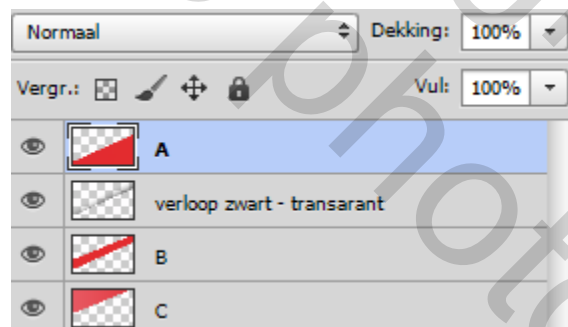 Normaal Dekking: 100%
Vergr.: Vul: 100%
A
verloop zwart - transarant
B
C